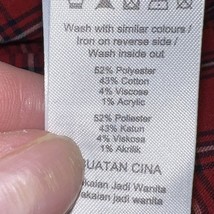 Wash with similar colours /
Iron on reverse side /
Wash inside out
52% Polyester
43% Cotton
4% Viscose
1% Acrylic
52% Poliester
43% Katun
4% Viskosa
1% Akrilik
BUATAN CINA
Pakaian Jadi Wanita
Pakaian Jadi Wanita